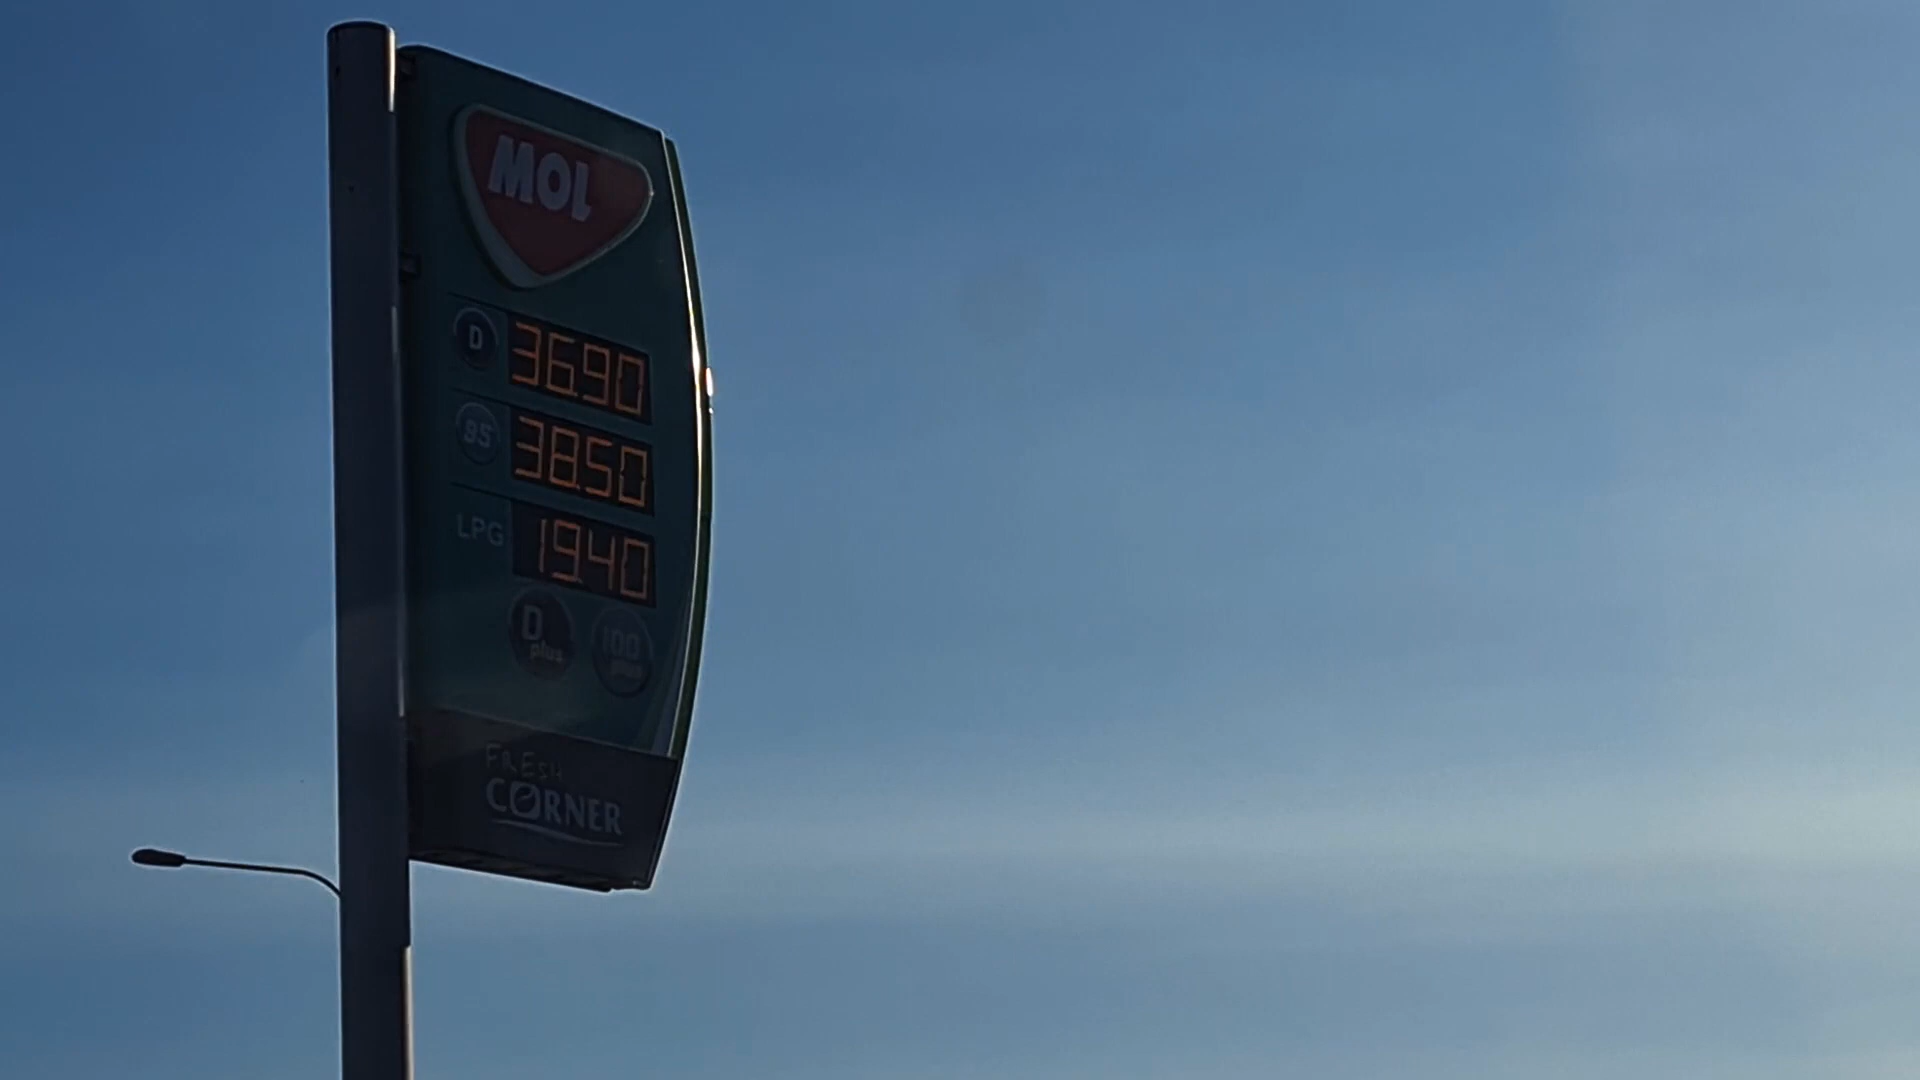 MOL
D 36.90
95 38.50
LPG 19.40
D plus 100 plus
FRESH
CORNER